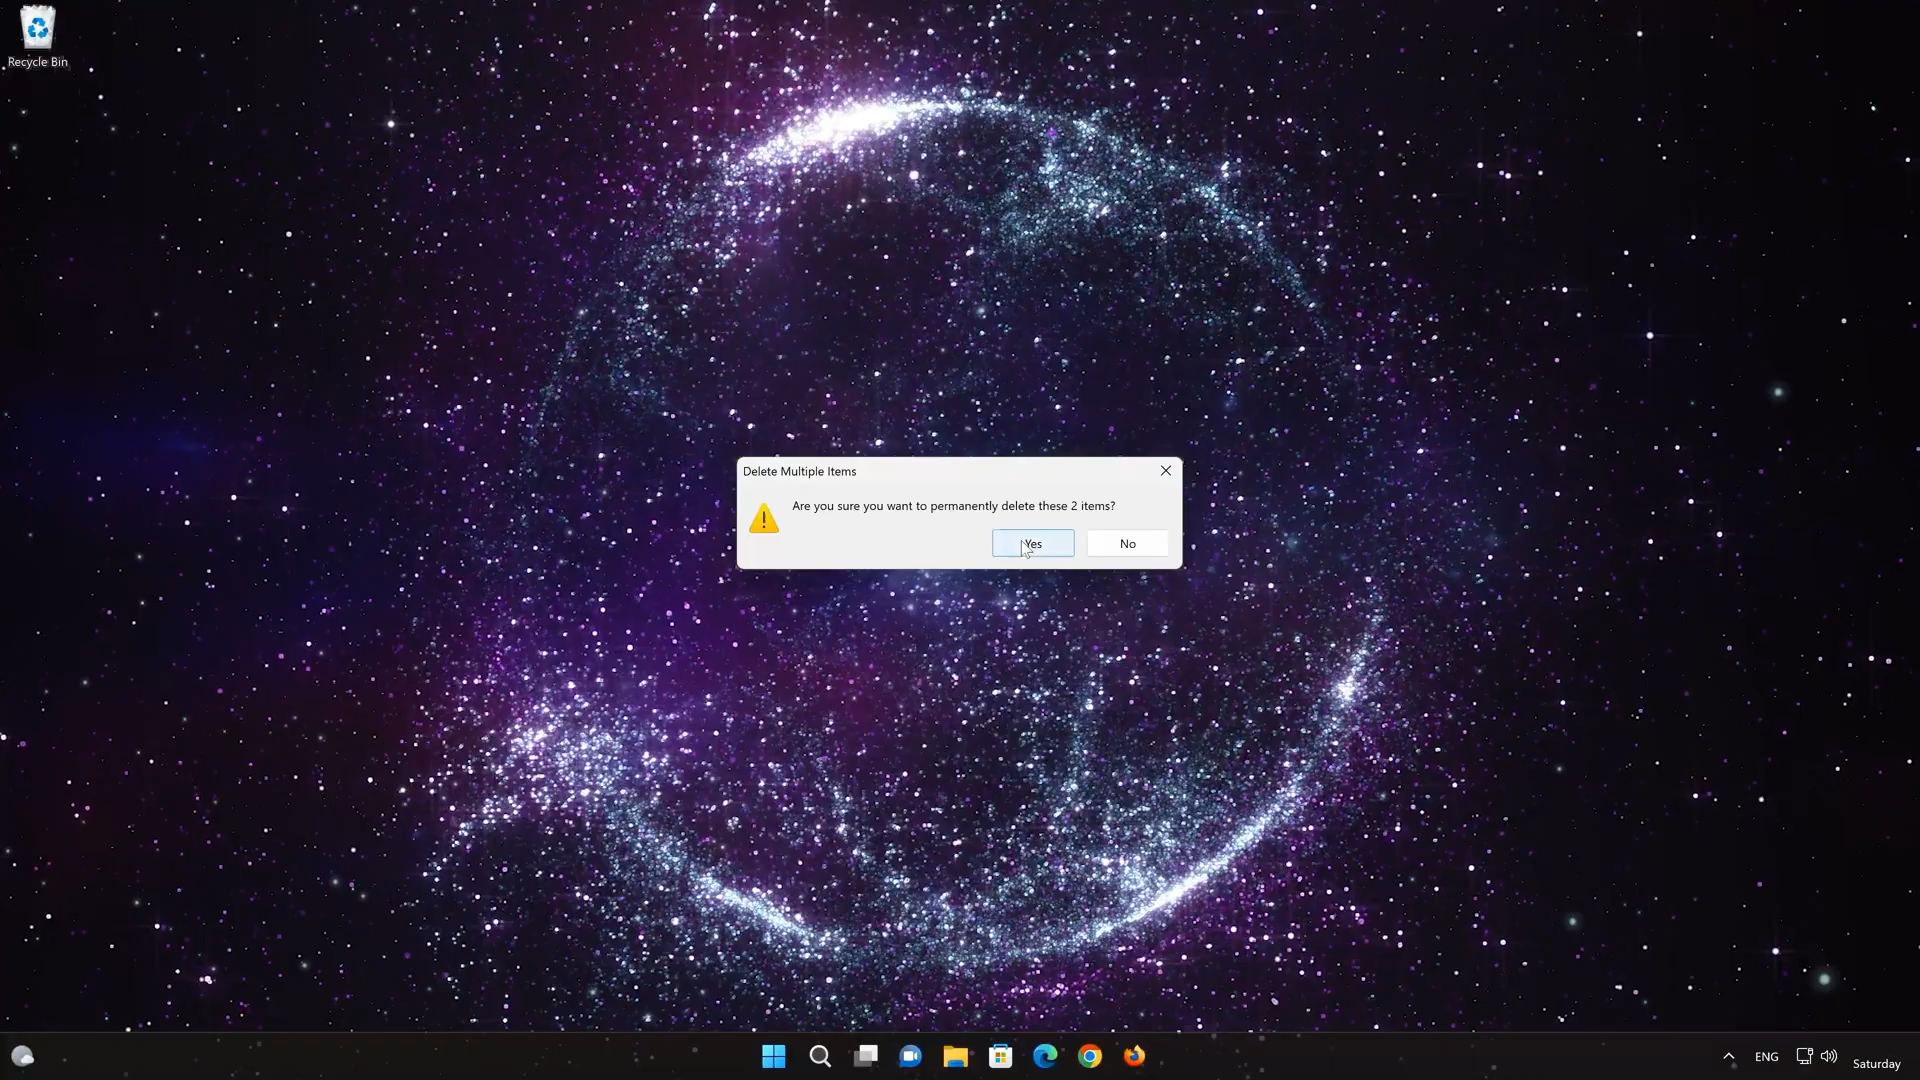 Recycle Bin
Delete Multiple Items
Are you sure you want to permanently delete these 2 items?
Yes
No
ENG
Saturday